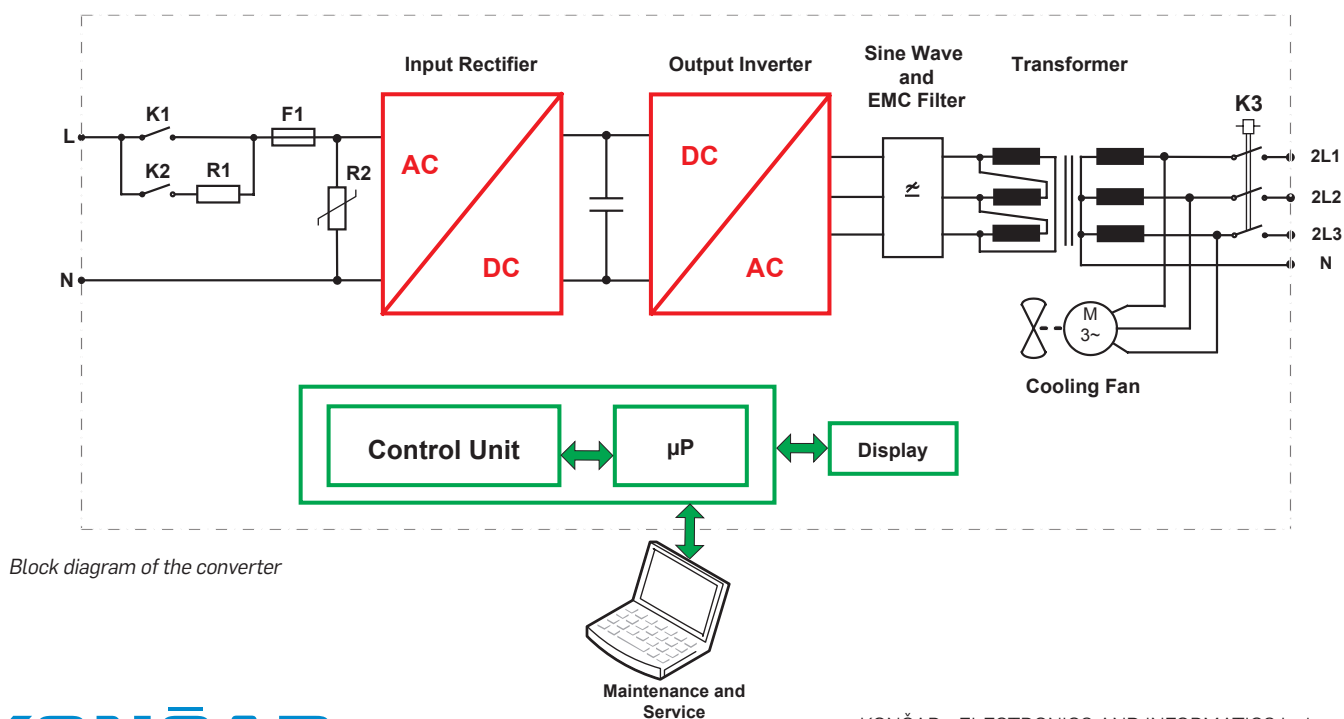 Input Rectifier
Output Inverter
Sine Wave
and
EMC Filter
Transformer
K1
F1
K3
L
AC
DC
2L1
K2
R1
R2
≄
2L2
2L3
DC
AC
N
N
M
3~
Cooling Fan
Control Unit
µP
Display
Block diagram of the converter
Maintenance and
Service